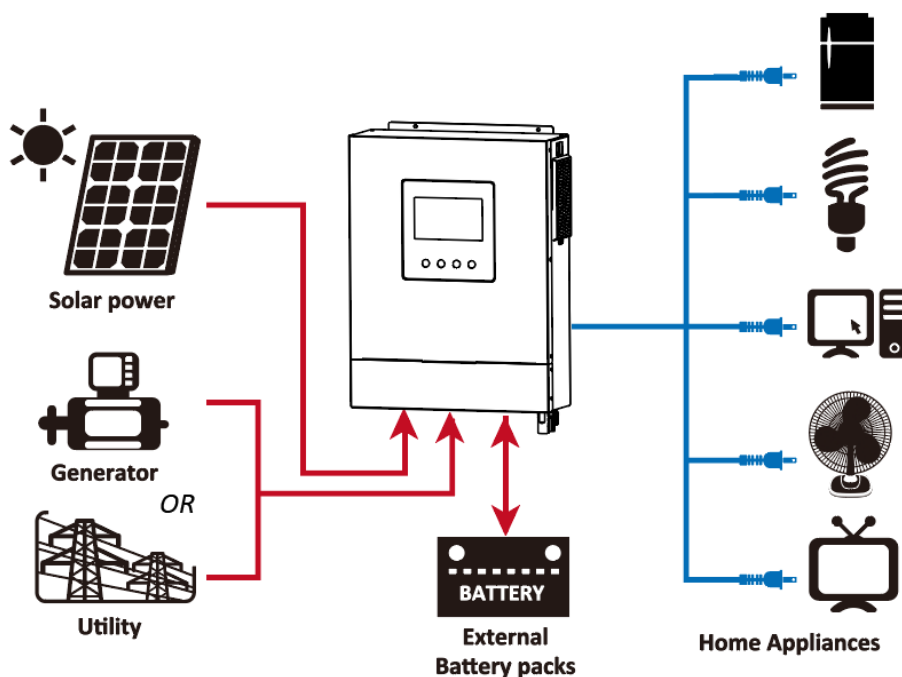 Solar power
Generator
OR
Utility
BATTERY
External
Battery packs
Home Appliances